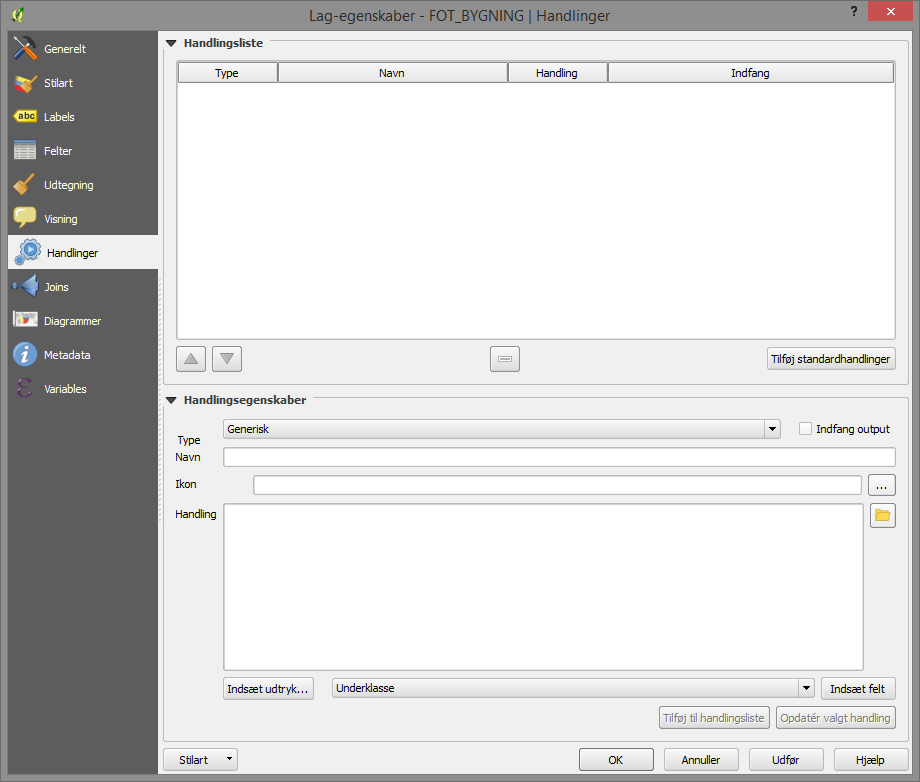 Lag-egenskaber - FOT_BYGNING | Handlinger
?
Generelt
Stilart
abc Labels
Felter
Udtegning
Visning
Handlinger
Joins
Diagrammer
Metadata
Variables
Handlingsliste
Type Navn Handling Indfang
Tilføj standardhandlinger
Handlingsegenskaber
Type Generisk Indfang output
Navn
Ikon ...
Handling
Indsæt udtryk... Underklasse Indsæt felt
Tilføj til handlingsliste Opdatér valgt handling
Stilart OK Annuller Udfør Hjælp